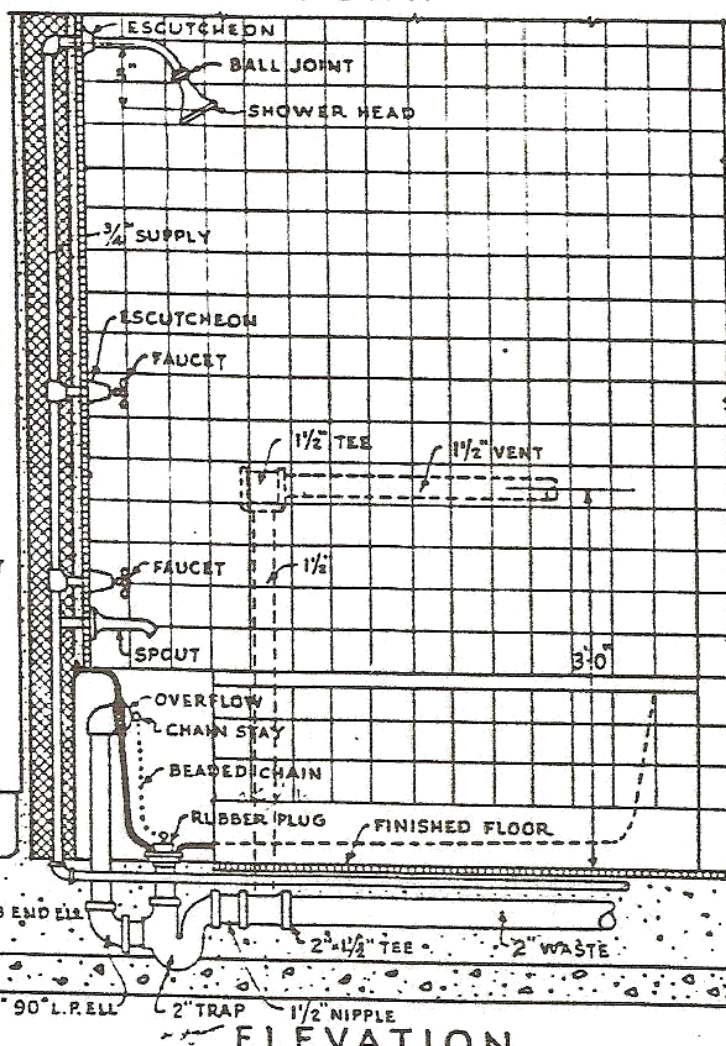 ESCUTCHEON
BALL JOINT
5"
SHOWER HEAD
3/4" SUPPLY
ESCUTCHEON
FAUCET
1 1/2" TEE
1 1/2" VENT
FAUCET
1 1/2"
SPOUT
3'-0"
OVERFLOW
CHAIN STAY
BEADED CHAIN
RUBBER PLUG
FINISHED FLOOR
END ELL
2"x1 1/2" TEE
2" WASTE
" 90° L.P. ELL
2" TRAP
1 1/2" NIPPLE
ELEVATION